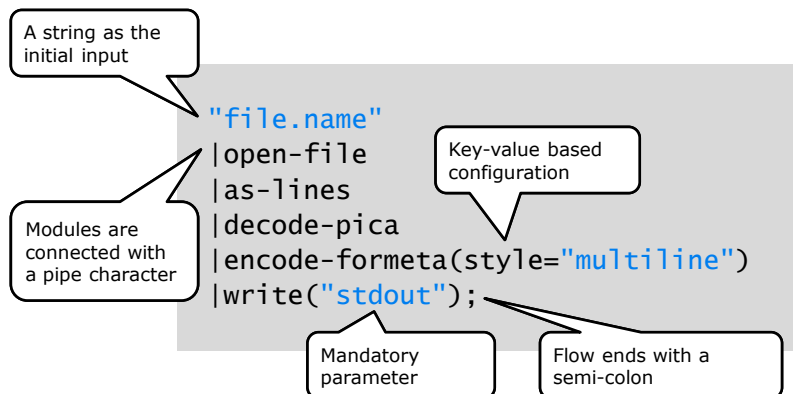 A string as the
initial input
"file.name"
|open-file
|as-lines
|decode-pica
|encode-formeta(style="multiline")
|write("stdout");
Key-value based
configuration
Modules are
connected with
a pipe character
Mandatory
parameter
Flow ends with a
semi-colon